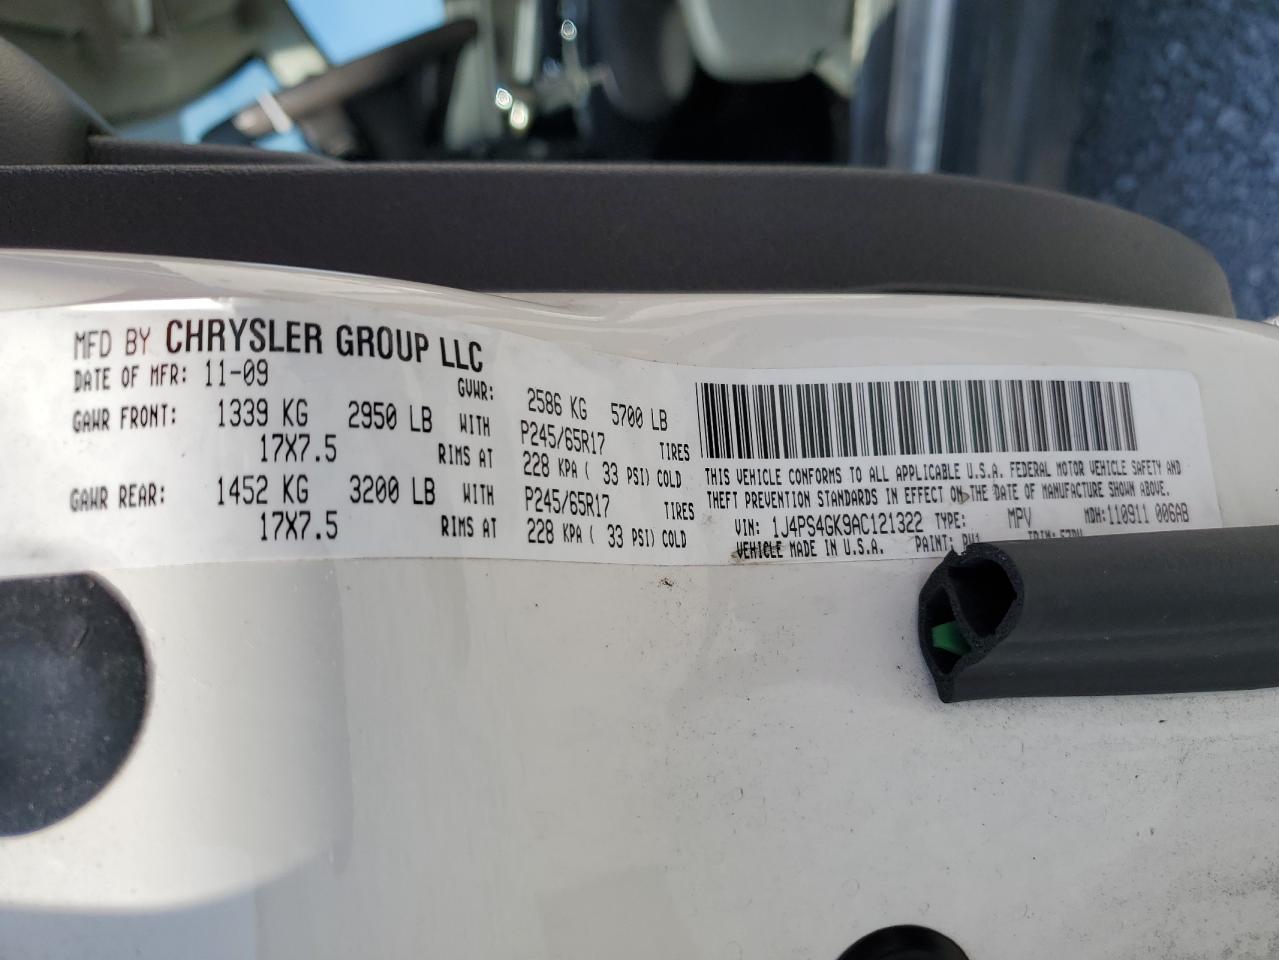 MFD BY CHRYSLER GROUP LLC
DATE OF MFR: 11-09 GVWR: 2586 KG 5700 LB
GAWR FRONT: 1339 KG 2950 LB WITH P245/65R17 TIRES
17X7.5 RIMS AT 228 KPA ( 33 PSI) COLD
GAWR REAR: 1452 KG 3200 LB WITH P245/65R17 TIRES
17X7.5 RIMS AT 228 KPA ( 33 PSI) COLD
THIS VEHICLE CONFORMS TO ALL APPLICABLE U.S.A. FEDERAL MOTOR VEHICLE SAFETY AND
THEFT PREVENTION STANDARDS IN EFFECT ON THE DATE OF MANUFACTURE SHOWN ABOVE.
VIN: 1J4PS4GK9AC121322 TYPE: MPV MDH:110911 006AB
VEHICLE MADE IN U.S.A. PAINT: